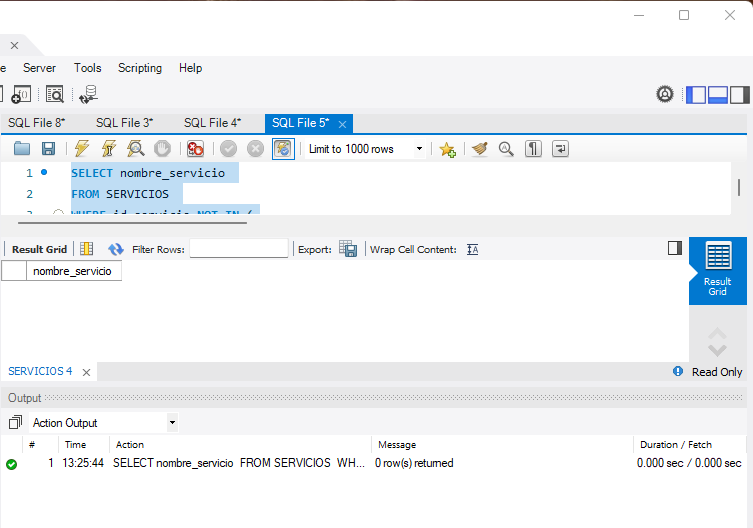 e Server Tools Scripting Help
SQL File 8* SQL File 3* SQL File 4* SQL File 5*
Limit to 1000 rows
1 SELECT nombre_servicio
2 FROM SERVICIOS
3 WHERE id_servicio NOT IN (
Result Grid Filter Rows: Export: Wrap Cell Content:
nombre_servicio
Result
Grid
SERVICIOS 4 Read Only
Output
Action Output
# Time Action Message Duration / Fetch
1 13:25:44 SELECT nombre_servicio FROM SERVICIOS WH... 0 row(s) returned 0.000 sec / 0.000 sec